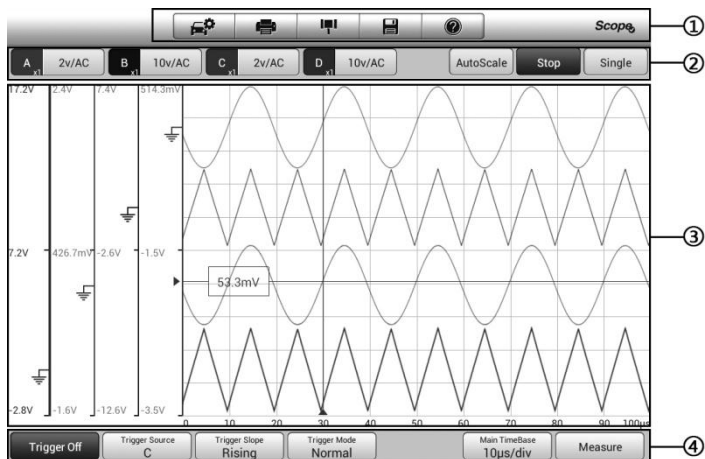 Scope ①
A x1 2v/AC B x1 10v/AC C x1 2v/AC D x1 10v/AC AutoScale Stop Single ②
17.2V 2.4V 7.4V 514.3mV
③
7.2V 426.7mV -2.6V -1.5V
53.3mV
-2.8V -1.6V -12.6V -3.5V
0 10 20 30 40 50 60 70 80 90 100μs
Trigger Off Trigger Source C Trigger Slope Rising Trigger Mode Normal Main TimeBase 10μs/div Measure ④